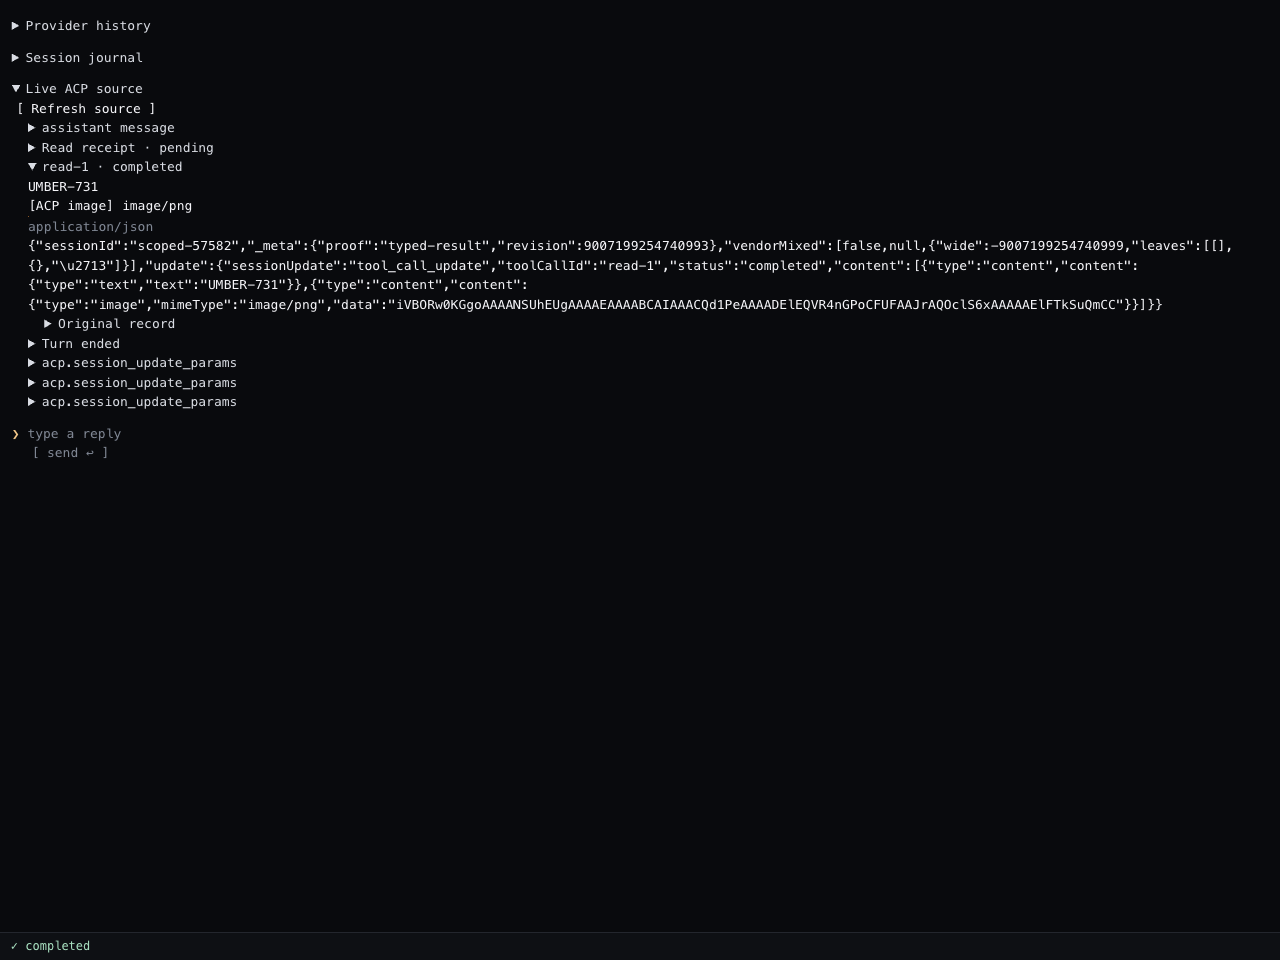 ▶ Provider history
▶ Session journal
▼ Live ACP source
[ Refresh source ]
▶ assistant message
▶ Read receipt · pending
▼ read-1 · completed
UMBER-731
[ACP image] image/png
application/json
{"sessionId":"scoped-57582","_meta":{"proof":"typed-result","revision":9007199254740993},"vendorMixed":[false,null,{"wide":-9007199254740999,"leaves":[[],
{},"\u2713"]}],"update":{"sessionUpdate":"tool_call_update","toolCallId":"read-1","status":"completed","content":[{"type":"content","content":
{"type":"text","text":"UMBER-731"}},{"type":"content","content":
{"type":"image","mimeType":"image/png","data":"iVBORw0KGgoAAAANSUhEUgAAAAEAAAABCAIAAACQd1PeAAAADElEQVR4nGPoCFUFAAJrAQOclS6xAAAAAElFTkSuQmCC"}}]}}
▶ Original record
▶ Turn ended
▶ acp.session_update_params
▶ acp.session_update_params
▶ acp.session_update_params
❯ type a reply
[ send ↩ ]
✓ completed